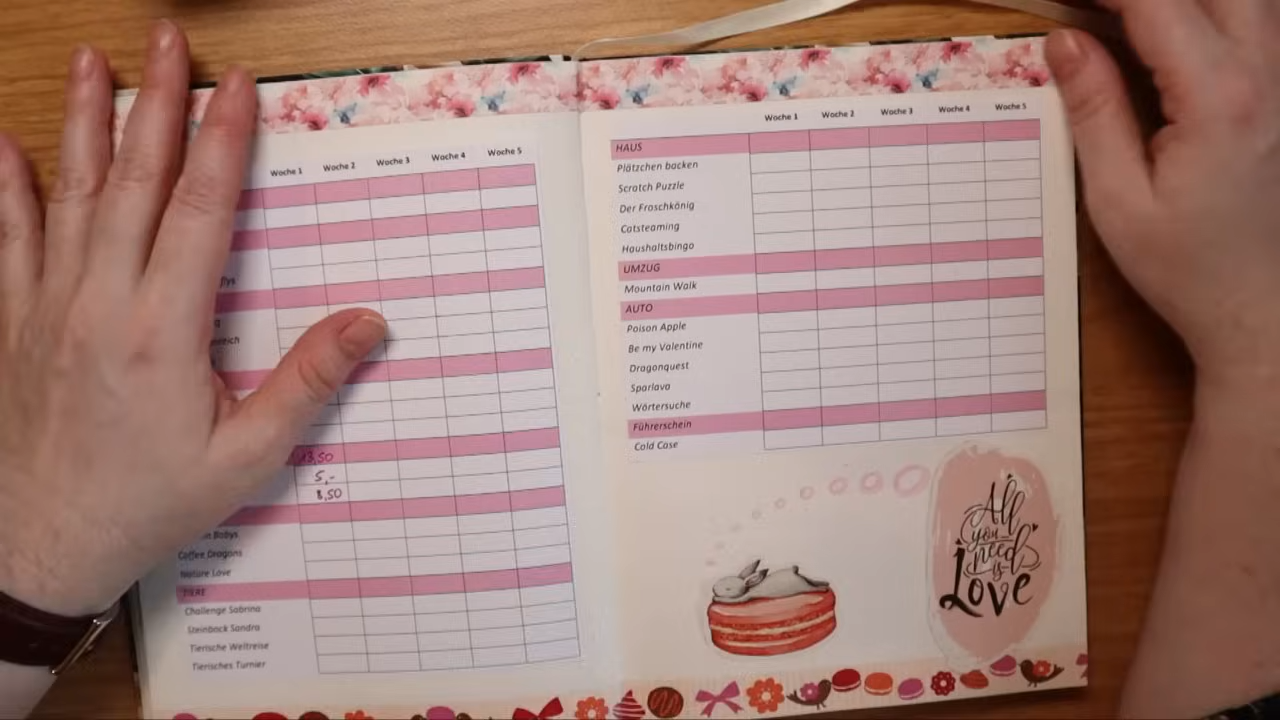 Woche 1 Woche 2 Woche 3 Woche 4 Woche 5
13,50
5,-
8,50
Babys
Coffee Dragons
Nature Love
TIERE
Challenge Sabrina
Steinbock Sandra
Tierische Weltreise
Tierisches Turnier
Woche 1 Woche 2 Woche 3 Woche 4 Woche 5
HAUS
Plätzchen backen
Scratch Puzzle
Der Froschkönig
Catsteaming
Haushaltsbingo
UMZUG
Mountain Walk
AUTO
Poison Apple
Be my Valentine
Dragonquest
Sparlava
Wörtersuche
Führerschein
Cold Case
All
you
need
is
Love